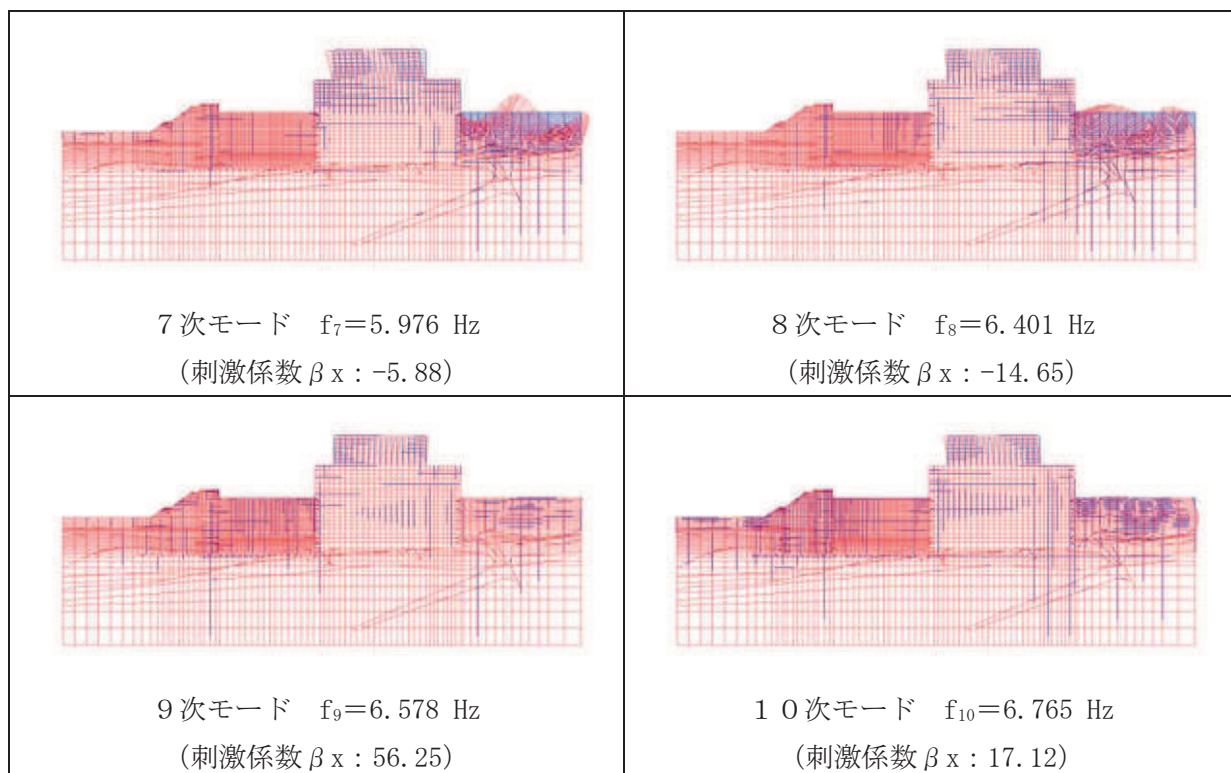 7次モード f₇＝5.976 Hz
(刺激係数βx：-5.88)
8次モード f₈＝6.401 Hz
(刺激係数βx：-14.65)
9次モード f₉＝6.578 Hz
(刺激係数βx：56.25)
１０次モード f₁₀＝6.765 Hz
(刺激係数βx：17.12)